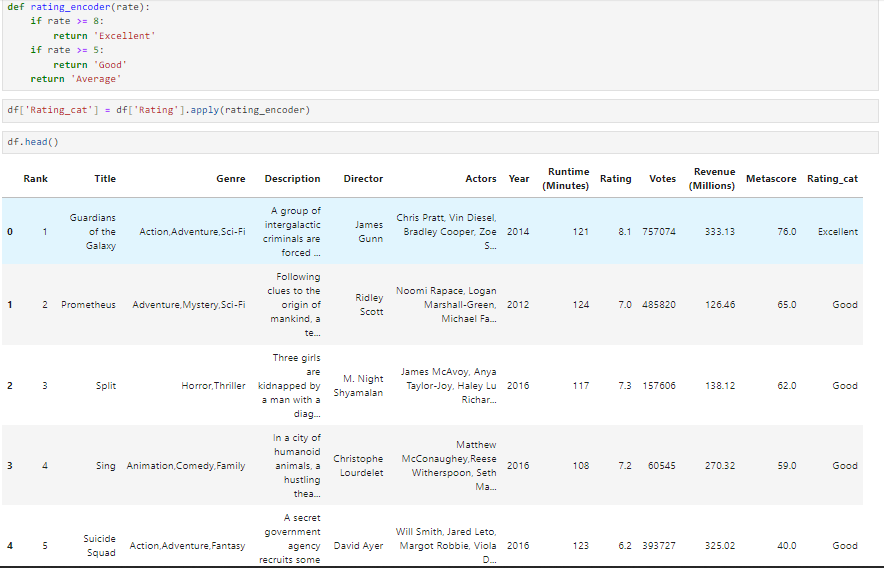 def rating_encoder(rate):
    if rate >= 8:
        return 'Excellent'
    if rate >= 5:
        return 'Good'
    return 'Average'
df['Rating_cat'] = df['Rating'].apply(rating_encoder)
df.head()
Rank Title Genre Description Director Actors Year Runtime (Minutes) Rating Votes Revenue (Millions) Metascore Rating_cat
0 1 Guardians of the Galaxy Action,Adventure,Sci-Fi A group of intergalactic criminals are forced ... James Gunn Chris Pratt, Vin Diesel, Bradley Cooper, Zoe S... 2014 121 8.1 757074 333.13 76.0 Excellent
1 2 Prometheus Adventure,Mystery,Sci-Fi Following clues to the origin of mankind, a te... Ridley Scott Noomi Rapace, Logan Marshall-Green, Michael Fa... 2012 124 7.0 485820 126.46 65.0 Good
2 3 Split Horror,Thriller Three girls are kidnapped by a man with a diag... M. Night Shyamalan James McAvoy, Anya Taylor-Joy, Haley Lu Richar... 2016 117 7.3 157606 138.12 62.0 Good
3 4 Sing Animation,Comedy,Family In a city of humanoid animals, a hustling thea... Christophe Lourdelet Matthew McConaughey,Reese Witherspoon, Seth Ma... 2016 108 7.2 60545 270.32 59.0 Good
4 5 Suicide Squad Action,Adventure,Fantasy A secret government agency recruits some David Ayer Will Smith, Jared Leto, Margot Robbie, Viola D... 2016 123 6.2 393727 325.02 40.0 Good